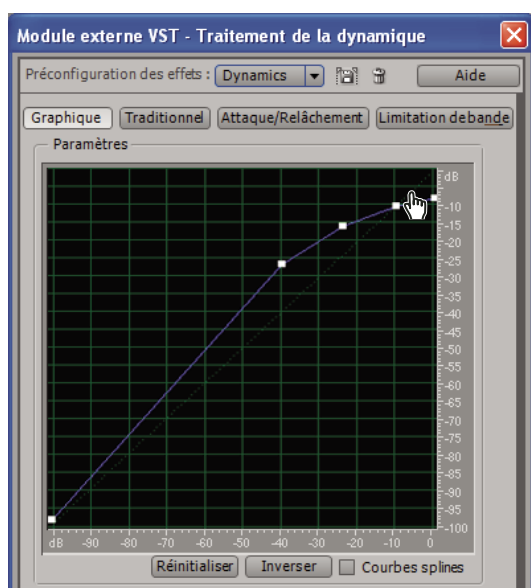 Module externe VST - Traitement de la dynamique
Préconfiguration des effets : Dynamics Aide
Graphique Traditionnel Attaque/Relâchement Limitation de bande
Paramètres
dB
-10
-15
-20
-25
-30
-35
-40
-45
-50
-55
-60
-65
-70
-75
-80
-85
-90
-95
-100
dB -90 -80 -70 -60 -50 -40 -30 -20 -10 0
Réinitialiser Inverser Courbes splines